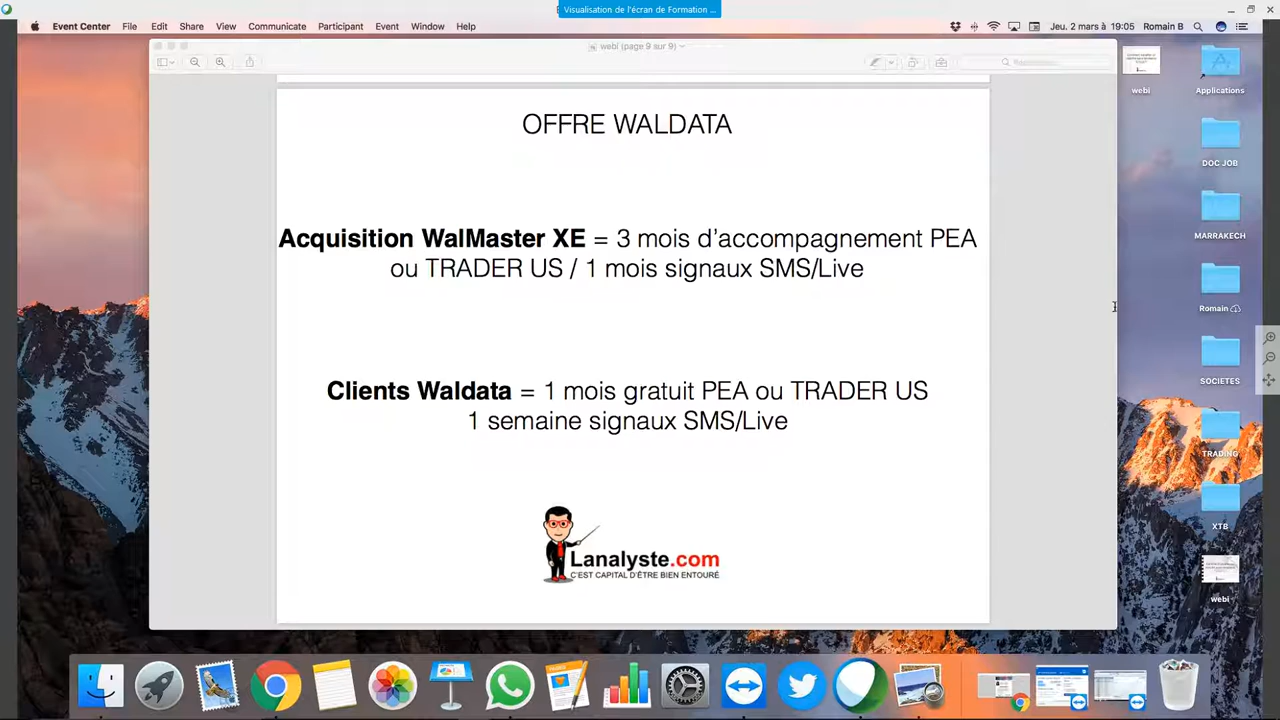 Visualisation de l'écran de Formation ...
Event Center File Edit Share View Communicate Participant Event Window Help
Jeu. 2 mars à 19:05 Romain B
webi (page 9 sur 9)
webi
Applications
OFFRE WALDATA
DOC JOB
Acquisition WalMaster XE = 3 mois d'accompagnement PEA
ou TRADER US / 1 mois signaux SMS/Live
MARRAKECH
Romain
SOCIETES
Clients Waldata = 1 mois gratuit PEA ou TRADER US
1 semaine signaux SMS/Live
TRADING
XTB
Lanalyste.com
C'EST CAPITAL D'ÊTRE BIEN ENTOURÉ
webi